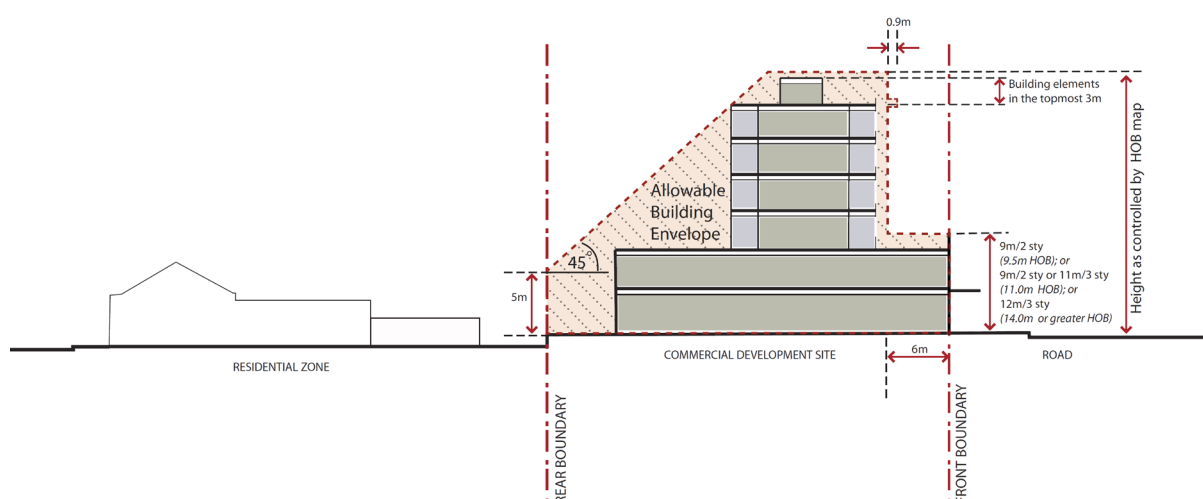 0.9m
Building elements
in the topmost 3m
Height as controlled by HOB map
Allowable
Building
Envelope
45°
5m
9m/2 sty
(9.5m HOB); or
9m/2 sty or 11m/3 sty
(11.0m HOB); or
12m/3 sty
(14.0m or greater HOB)
RESIDENTIAL ZONE
COMMERCIAL DEVELOPMENT SITE
6m
ROAD
REAR BOUNDARY
FRONT BOUNDARY